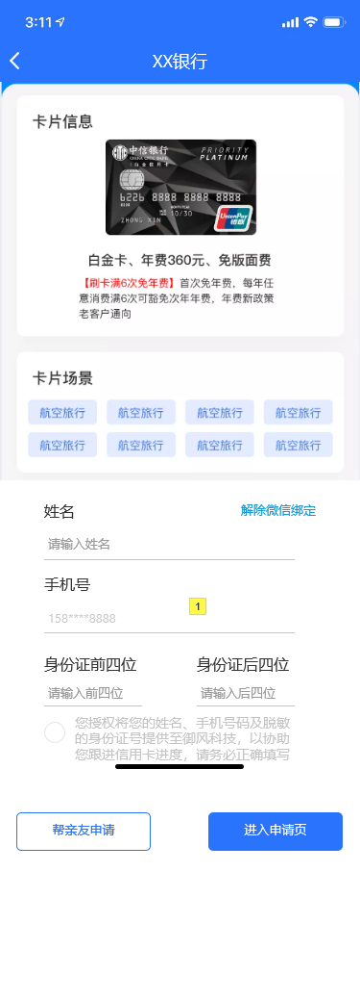 3:11
XX银行
卡片信息
中信银行
CHINA CITIC BANK
白金信用卡
PRIORITY
PLATINUM
6226 8888 8888 8888
MONTH/YEAR
10/30
ZHONG XIN
UnionPay
银联
白金卡、年费360元、免版面费
【刷卡满6次免年费】首次免年费，每年任
意消费满6次可豁免次年年费，年费新政策
老客户通向
卡片场景
航空旅行 航空旅行 航空旅行 航空旅行
航空旅行 航空旅行 航空旅行 航空旅行
姓名 解除微信绑定
请输入姓名
手机号
1
158****8888
身份证前四位 身份证后四位
请输入前四位 请输入后四位
您授权将您的姓名、手机号码及脱敏
的身份证号提供至御风科技，以协助
您跟进信用卡进度，请务必正确填写
帮亲友申请 进入申请页